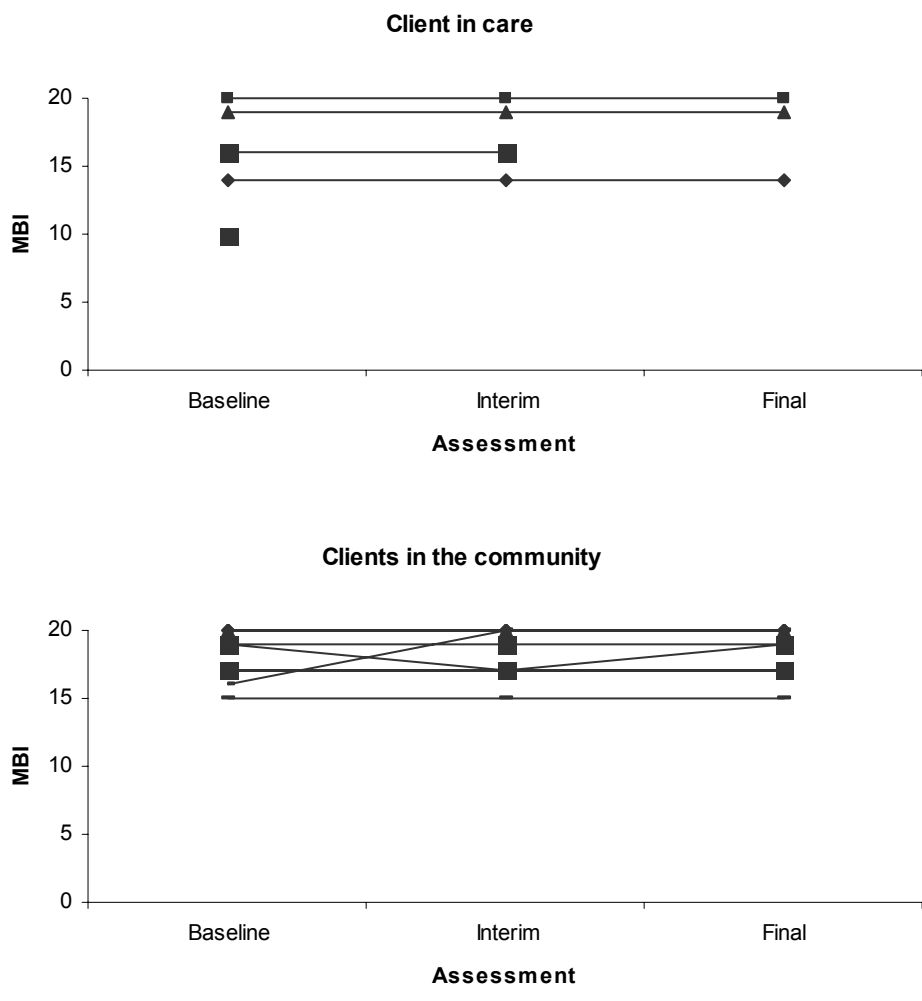 Client in care
20
15
10
5
0
MBI
Baseline Interim Final
Assessment
Clients in the community
20
15
10
5
0
MBI
Baseline Interim Final
Assessment